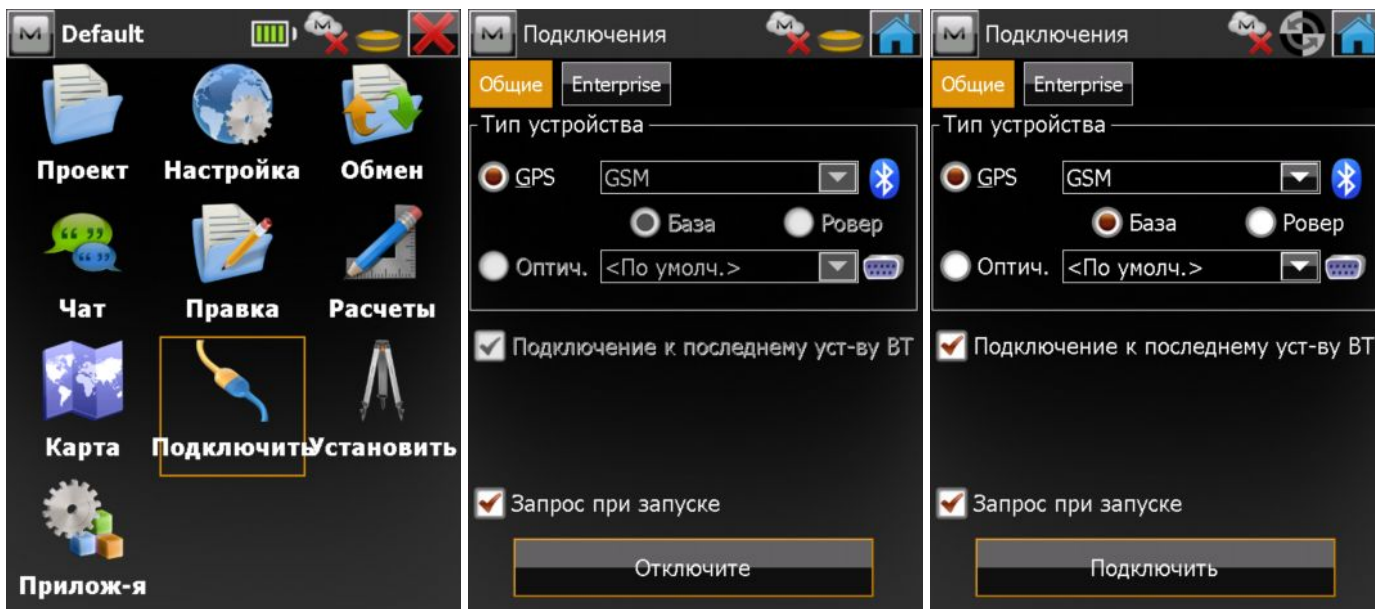 Default
Проект
Настройка
Обмен
Чат
Правка
Расчеты
Карта
Подключить
Установить
Прилож-я
Подключения
Общие
Enterprise
Тип устройства
GPS
GSM
База
Ровер
Оптич.
<По умолч.>
Подключение к последнему уст-ву BT
Запрос при запуске
Отключите
Подключения
Общие
Enterprise
Тип устройства
GPS
GSM
База
Ровер
Оптич.
<По умолч.>
Подключение к последнему уст-ву BT
Запрос при запуске
Подключить